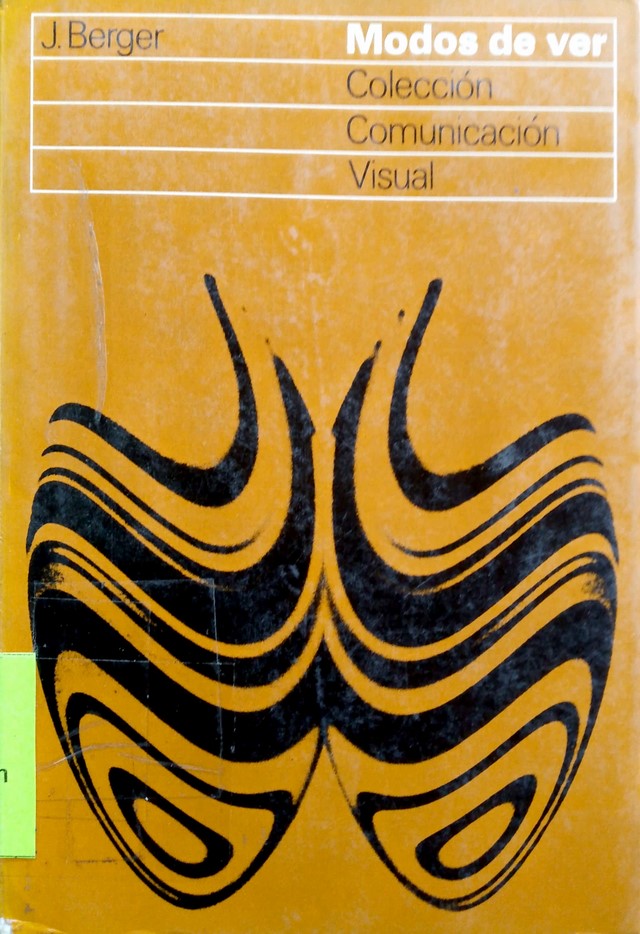 J. Berger Modos de ver
Colección
Comunicación
Visual
n